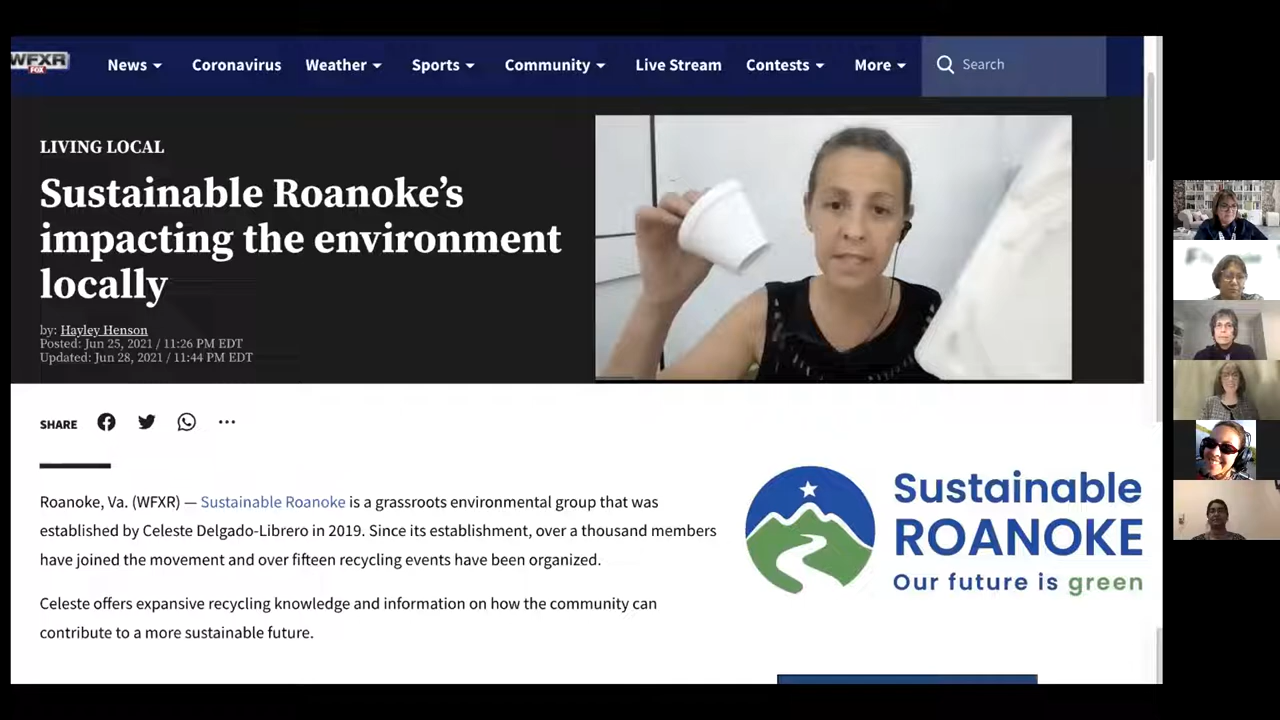 WFXR
FOX
News Coronavirus Weather Sports Community Live Stream Contests More Search
LIVING LOCAL
Sustainable Roanoke’s
impacting the environment
locally
by: Hayley Henson
Posted: Jun 25, 2021 / 11:26 PM EDT
Updated: Jun 28, 2021 / 11:44 PM EDT
SHARE
Roanoke, Va. (WFXR) — Sustainable Roanoke is a grassroots environmental group that was
established by Celeste Delgado-Librero in 2019. Since its establishment, over a thousand members
have joined the movement and over fifteen recycling events have been organized.
Celeste offers expansive recycling knowledge and information on how the community can
contribute to a more sustainable future.
Sustainable
ROANOKE
Our future is green